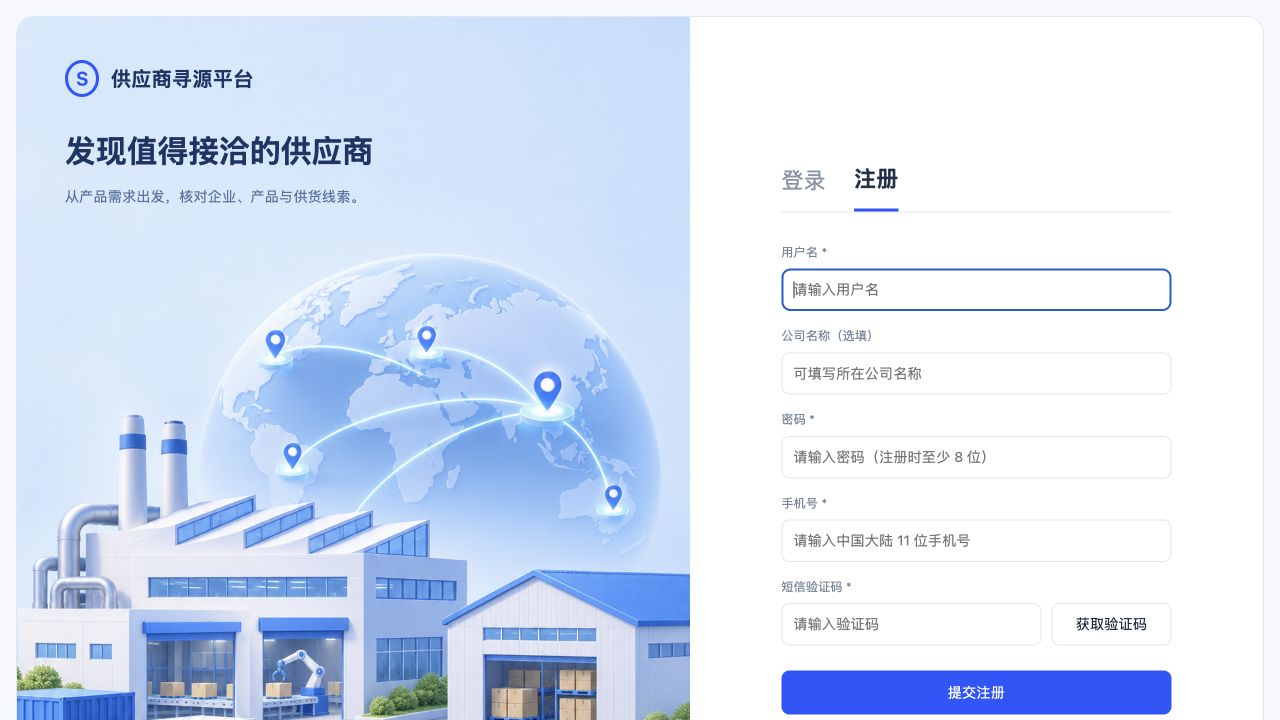 S 供应商寻源平台
发现值得接洽的供应商
从产品需求出发，核对企业、产品与供货线索。
登录 注册
用户名 *
请输入用户名
公司名称（选填）
可填写所在公司名称
密码 *
请输入密码（注册时至少 8 位）
手机号 *
请输入中国大陆 11 位手机号
短信验证码 *
请输入验证码 获取验证码
提交注册